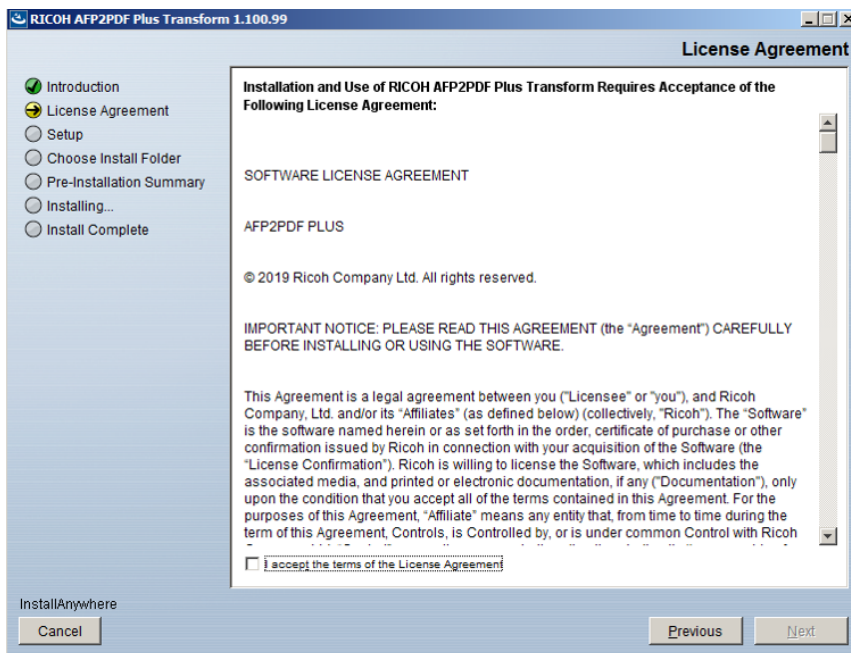 RICOH AFP2PDF Plus Transform 1.100.99
License Agreement
Introduction
License Agreement
Setup
Choose Install Folder
Pre-Installation Summary
Installing...
Install Complete
Installation and Use of RICOH AFP2PDF Plus Transform Requires Acceptance of the
Following License Agreement:
SOFTWARE LICENSE AGREEMENT
AFP2PDF PLUS
© 2019 Ricoh Company Ltd. All rights reserved.
IMPORTANT NOTICE: PLEASE READ THIS AGREEMENT (the “Agreement”) CAREFULLY
BEFORE INSTALLING OR USING THE SOFTWARE.
This Agreement is a legal agreement between you ("Licensee" or "you"), and Ricoh
Company, Ltd. and/or its “Affiliates” (as defined below) (collectively, "Ricoh"). The “Software”
is the software named herein or as set forth in the order, certificate of purchase or other
confirmation issued by Ricoh in connection with your acquisition of the Software (the
“License Confirmation”). Ricoh is willing to license the Software, which includes the
associated media, and printed or electronic documentation, if any ("Documentation"), only
upon the condition that you accept all of the terms contained in this Agreement. For the
purposes of this Agreement, “Affiliate” means any entity that, from time to time during the
term of this Agreement, Controls, is Controlled by, or is under common Control with Ricoh
I accept the terms of the License Agreement
InstallAnywhere
Cancel
Previous
Next